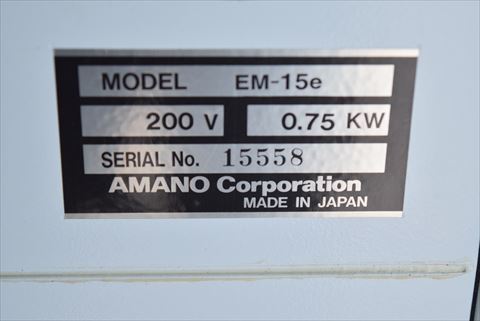 MODEL EM-15e
200 V 0.75 KW
SERIAL No. 15558
AMANO Corporation
MADE IN JAPAN